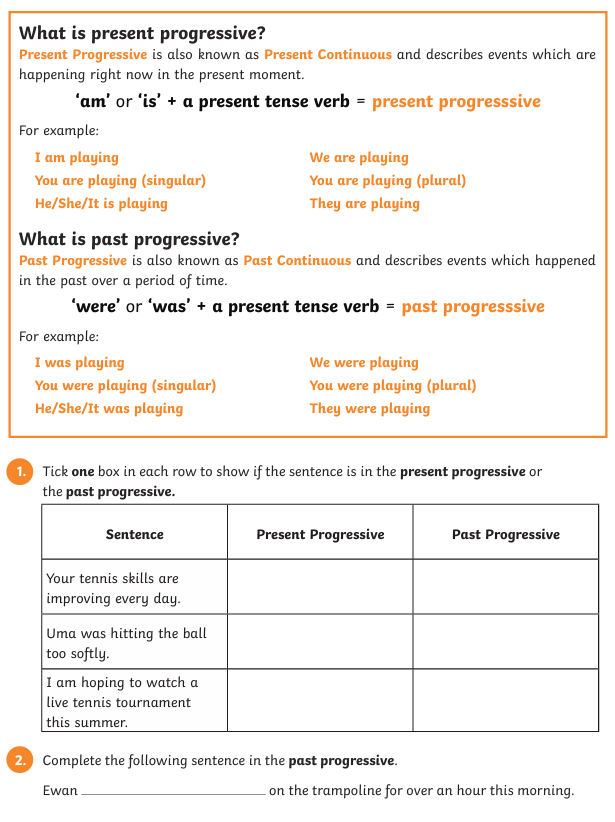 What is present progressive?
Present Progressive is also known as Present Continuous and describes events which are
happening right now in the present moment.
‘am’ or ‘is’ + a present tense verb = present progresssive
For example:
I am playing
We are playing
You are playing (singular)
You are playing (plural)
He/She/It is playing
They are playing
What is past progressive?
Past Progressive is also known as Past Continuous and describes events which happened
in the past over a period of time.
‘were’ or ‘was’ + a present tense verb = past progresssive
For example:
I was playing
We were playing
You were playing (singular)
You were playing (plural)
He/She/It was playing
They were playing
1. Tick one box in each row to show if the sentence is in the present progressive or
the past progressive.
Sentence
Present Progressive
Past Progressive
Your tennis skills are
improving every day.
Uma was hitting the ball
too softly.
I am hoping to watch a
live tennis tournament
this summer.
2. Complete the following sentence in the past progressive.
Ewan ______________________ on the trampoline for over an hour this morning.